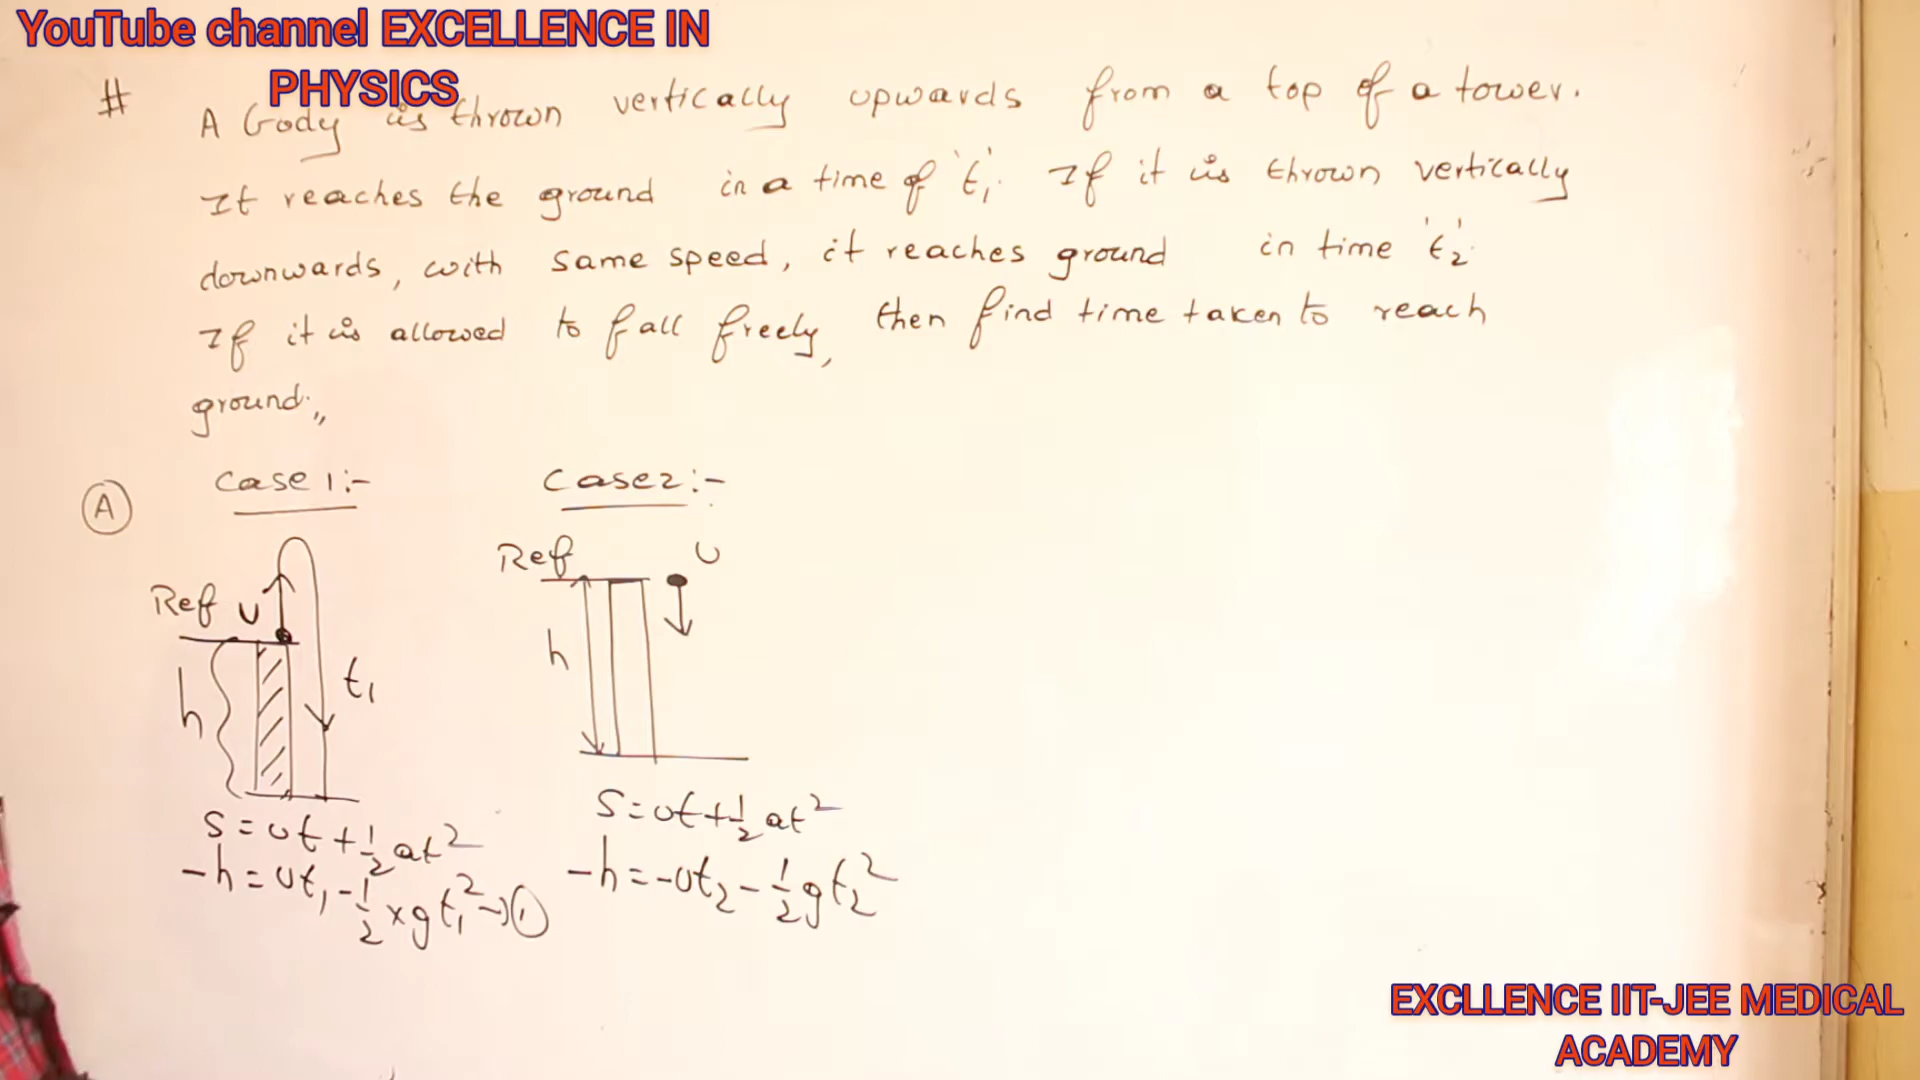 YouTube channel EXCELLENCE IN
PHYSICS
# A body is thrown vertically upwards from a top of a tower.
It reaches the ground in a time of 't₁'. If it is thrown vertically
downwards, with same speed, it reaches ground in time 't₂'.
If it is allowed to fall freely, then find time taken to reach
ground.,,
A
Case 1:-
Ref u
h
t₁
S = ut + 1/2 at²
-h = ut₁ - 1/2 × g t₁² → 1
Case 2:-
Ref u
h
S = ut + 1/2 at²
-h = -ut₂ - 1/2 g t₂²
EXCLLENCE IIT-JEE MEDICAL
ACADEMY